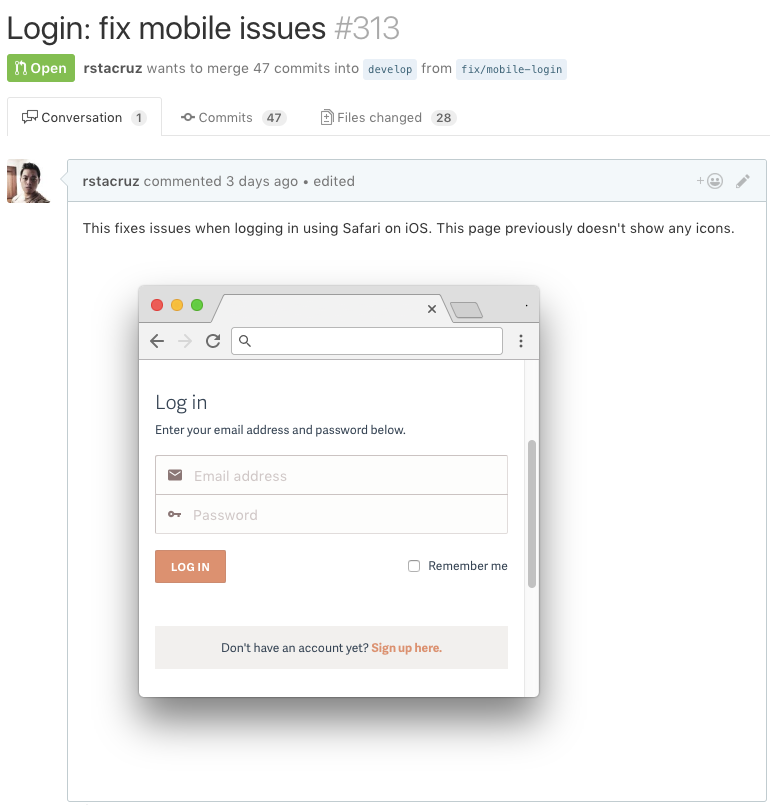 Login: fix mobile issues #313
Open rstacruz wants to merge 47 commits into develop from fix/mobile-login
Conversation 1 Commits 47 Files changed 28
rstacruz commented 3 days ago • edited
This fixes issues when logging in using Safari on iOS. This page previously doesn't show any icons.
Log in
Enter your email address and password below.
Email address
Password
LOG IN Remember me
Don't have an account yet? Sign up here.